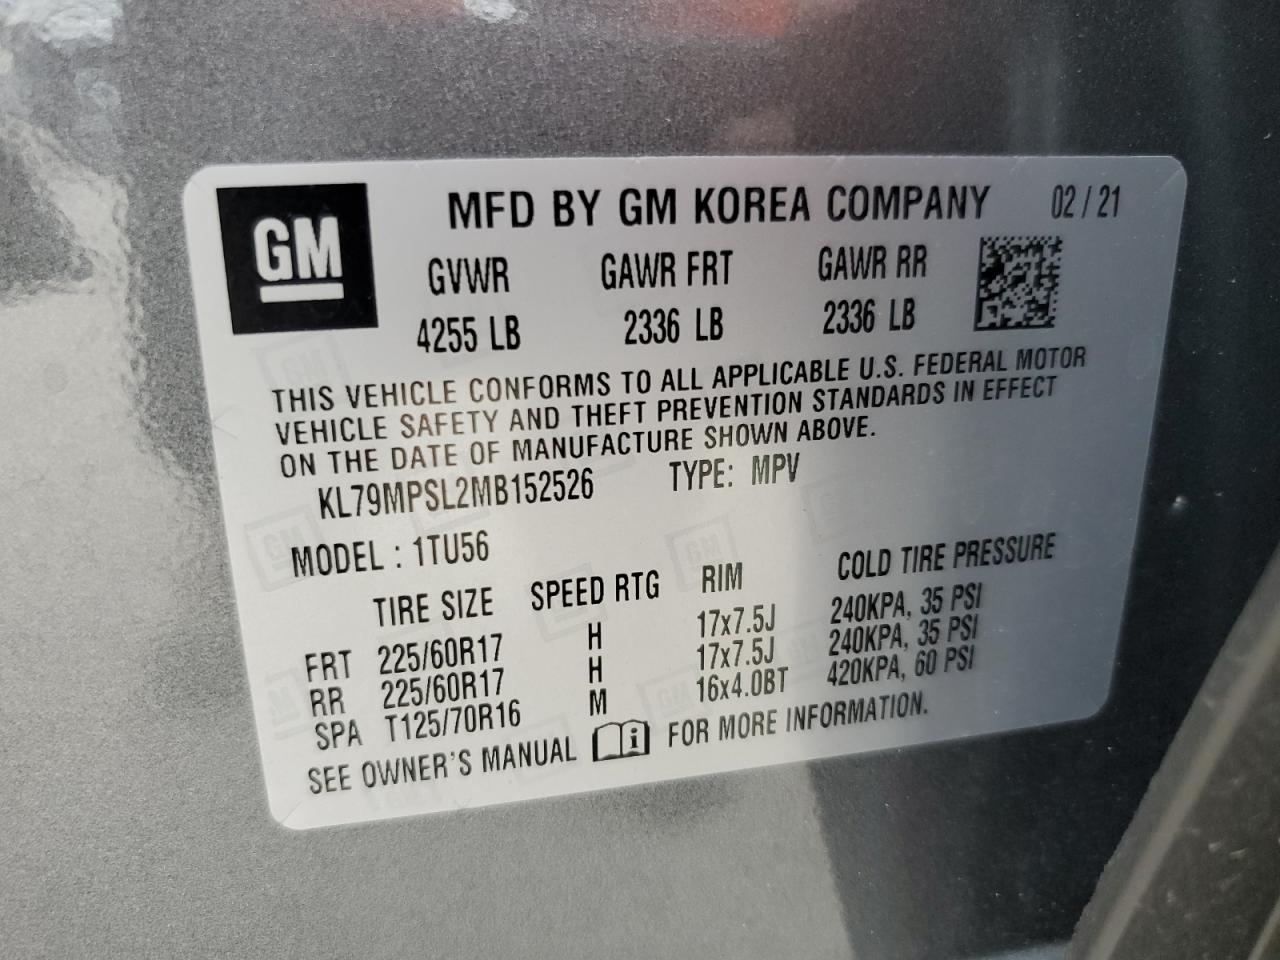 GM
MFD BY GM KOREA COMPANY 02 / 21
GVWR GAWR FRT GAWR RR
4255 LB 2336 LB 2336 LB
THIS VEHICLE CONFORMS TO ALL APPLICABLE U.S. FEDERAL MOTOR
VEHICLE SAFETY AND THEFT PREVENTION STANDARDS IN EFFECT
ON THE DATE OF MANUFACTURE SHOWN ABOVE.
KL79MPSL2MB152526 TYPE: MPV
MODEL : 1TU56
TIRE SIZE SPEED RTG RIM COLD TIRE PRESSURE
FRT 225/60R17 H 17x7.5J 240KPA, 35 PSI
RR 225/60R17 H 17x7.5J 240KPA, 35 PSI
SPA T125/70R16 M 16x4.0BT 420KPA, 60 PSI
SEE OWNER'S MANUAL i FOR MORE INFORMATION.